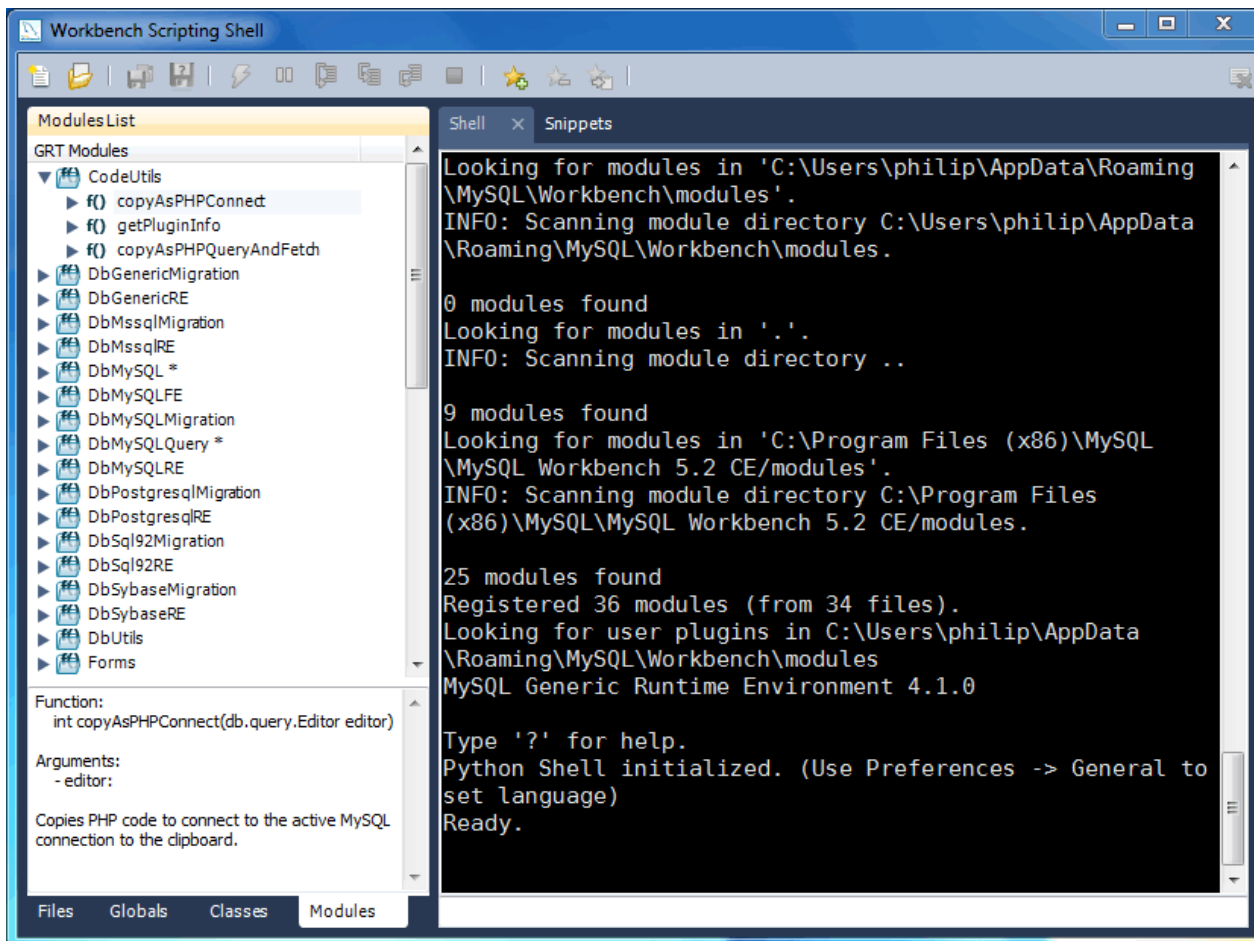 Workbench Scripting Shell
Modules List
GRT Modules
CodeUtils
f() copyAsPHPConnect
f() getPluginInfo
f() copyAsPHPQueryAndFetch
DbGenericMigration
DbGenericRE
DbMssqlMigration
DbMssqlRE
DbMySQL *
DbMySQLFE
DbMySQLMigration
DbMySQLQuery *
DbMySQLRE
DbPostgresqlMigration
DbPostgresqlRE
DbSql92Migration
DbSql92RE
DbSybaseMigration
DbSybaseRE
DbUtils
Forms
Function:
int copyAsPHPConnect(db.query.Editor editor)
Arguments:
- editor:
Copies PHP code to connect to the active MySQL
connection to the clipboard.
Files Globals Classes Modules
Shell Snippets
Looking for modules in 'C:\Users\philip\AppData\Roaming
\MySQL\Workbench\modules'.
INFO: Scanning module directory C:\Users\philip\AppData
\Roaming\MySQL\Workbench\modules.
0 modules found
Looking for modules in '.'.
INFO: Scanning module directory ..
9 modules found
Looking for modules in 'C:\Program Files (x86)\MySQL
\MySQL Workbench 5.2 CE/modules'.
INFO: Scanning module directory C:\Program Files
(x86)\MySQL\MySQL Workbench 5.2 CE/modules.
25 modules found
Registered 36 modules (from 34 files).
Looking for user plugins in C:\Users\philip\AppData
\Roaming\MySQL\Workbench\modules
MySQL Generic Runtime Environment 4.1.0
Type '?' for help.
Python Shell initialized. (Use Preferences -> General to
set language)
Ready.